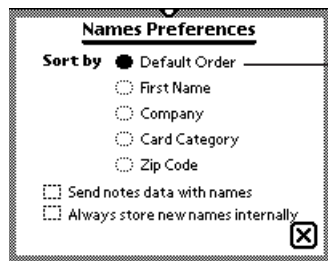 Names Preferences
Sort by Default Order
First Name
Company
Card Category
Zip Code
Send notes data with names
Always store new names internally